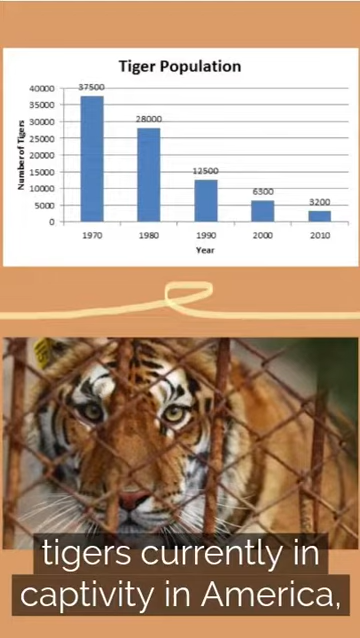 Tiger Population
Number of Tigers
40000
35000
30000
25000
20000
15000
10000
5000
0
37500
28000
12500
6300
3200
1970 1980 1990 2000 2010
Year
tigers currently in
captivity in America,